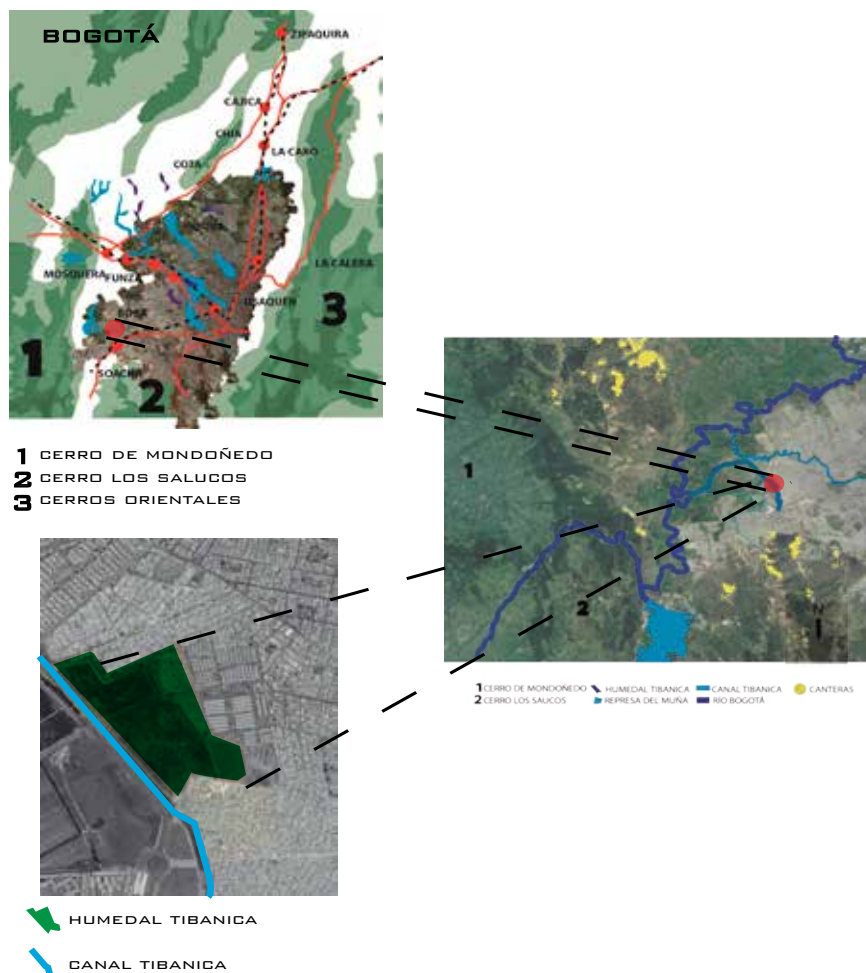 BOGOTÁ
ZIPAQUIRA
CAJICA
CHIA
LA CARO
COTA
MOSQUERA
FUNZA
LA CALERA
USAQUEN
BOSA
SOACHA
1
2
3
1 CERRO DE MONDOÑEDO
2 CERRO LOS SALUCOS
3 CERROS ORIENTALES
1
2
N
1 CERRO DE MONDOÑEDO HUMEDAL TIBANICA CANAL TIBANICA CANTERAS
2 CERRO LOS SAUCOS REPRESA DEL MUÑA RÍO BOGOTÁ
HUMEDAL TIBANICA
CANAL TIBANICA